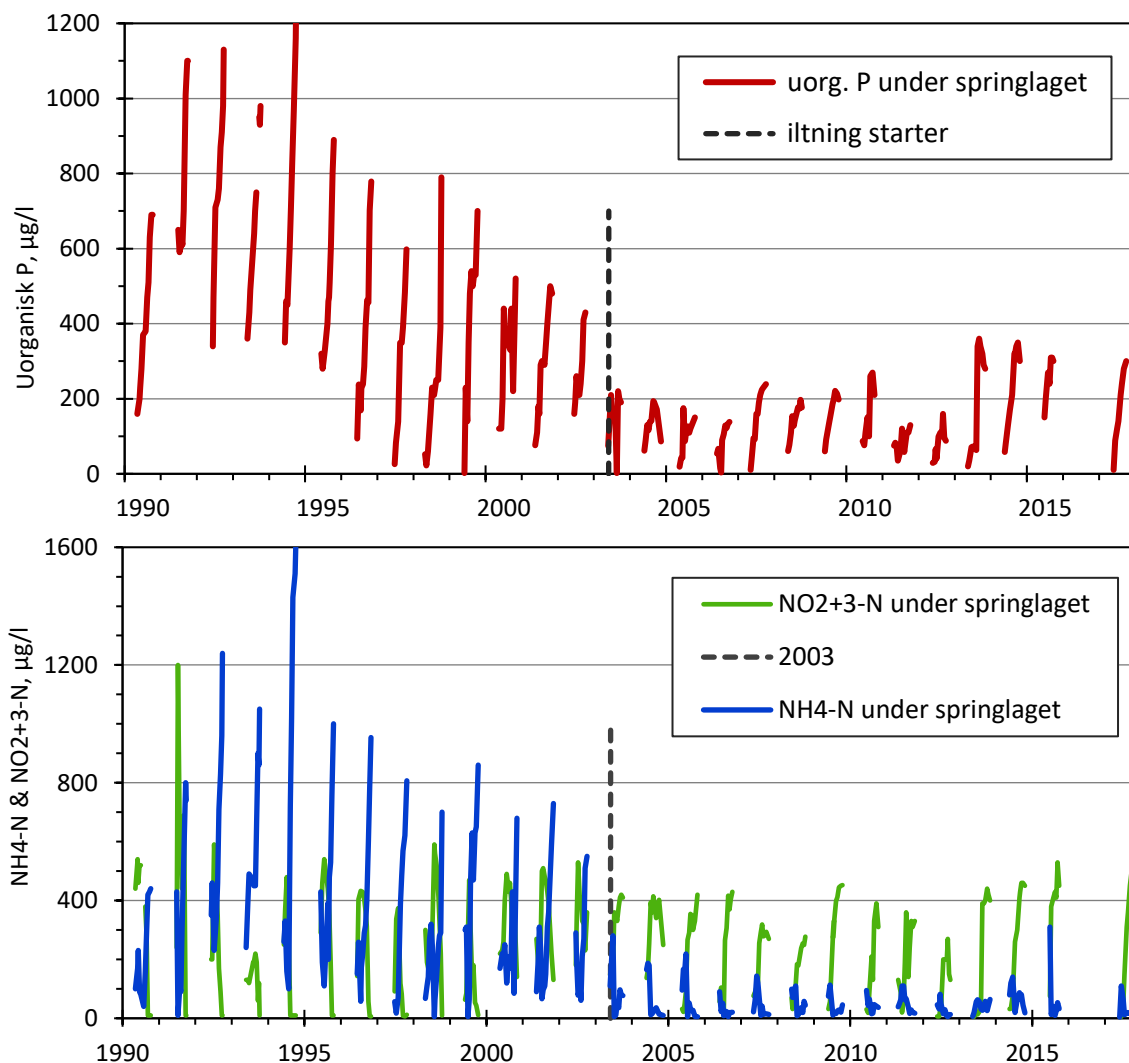 1200
1000
800
600
400
200
0
Uorganisk P, µg/l
uorg. P under springlaget
iltning starter
1990 1995 2000 2005 2010 2015
1600
1200
800
400
0
NH4-N & NO2+3-N, µg/l
NO2+3-N under springlaget
2003
NH4-N under springlaget
1990 1995 2000 2005 2010 2015